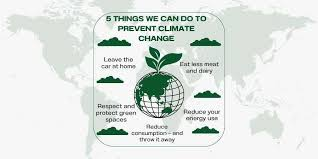 5 THINGS WE CAN DO TO
PREVENT CLIMATE
CHANGE
Leave the
car at home
Eat less meat
and dairy
Respect and
protect green
spaces
Reduce your
energy use
Reduce
consumption – and
throw it away